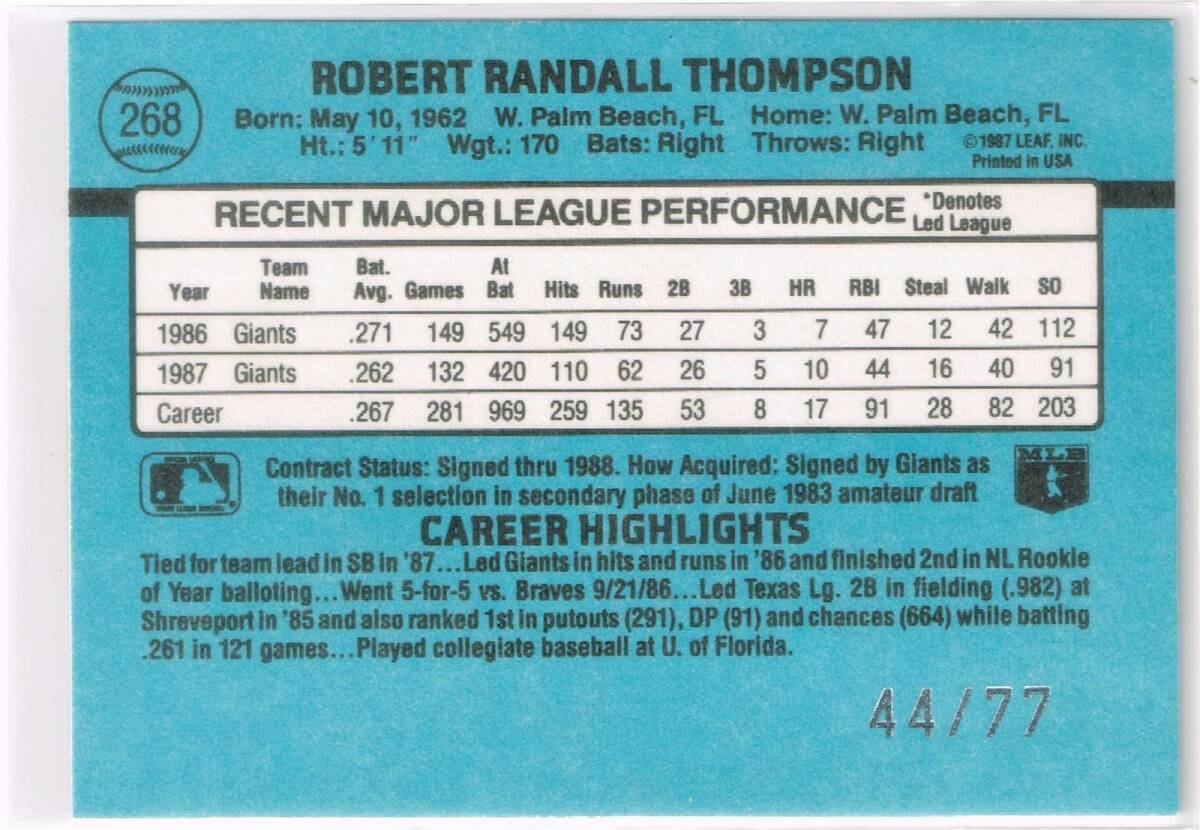 268
ROBERT RANDALL THOMPSON
Born: May 10, 1962 W. Palm Beach, FL Home: W. Palm Beach, FL
Ht.: 5'11" Wgt.: 170 Bats: Right Throws: Right ©1987 LEAF, INC.
Printed in USA
RECENT MAJOR LEAGUE PERFORMANCE *Denotes
Led League
Year Team Name Bat. Avg. Games At Bat Hits Runs 2B 3B HR RBI Steal Walk SO
1986 Giants .271 149 549 149 73 27 3 7 47 12 42 112
1987 Giants .262 132 420 110 62 26 5 10 44 16 40 91
Career .267 281 969 259 135 53 8 17 91 28 82 203
Contract Status: Signed thru 1988. How Acquired: Signed by Giants as
their No. 1 selection in secondary phase of June 1983 amateur draft
MLB
CAREER HIGHLIGHTS
Tied for team lead in SB in '87...Led Giants in hits and runs in '86 and finished 2nd in NL Rookie
of Year balloting...Went 5-for-5 vs. Braves 9/21/86...Led Texas Lg. 2B in fielding (.982) at
Shreveport in '85 and also ranked 1st in putouts (291), DP (91) and chances (664) while batting
.261 in 121 games...Played collegiate baseball at U. of Florida.
44/77